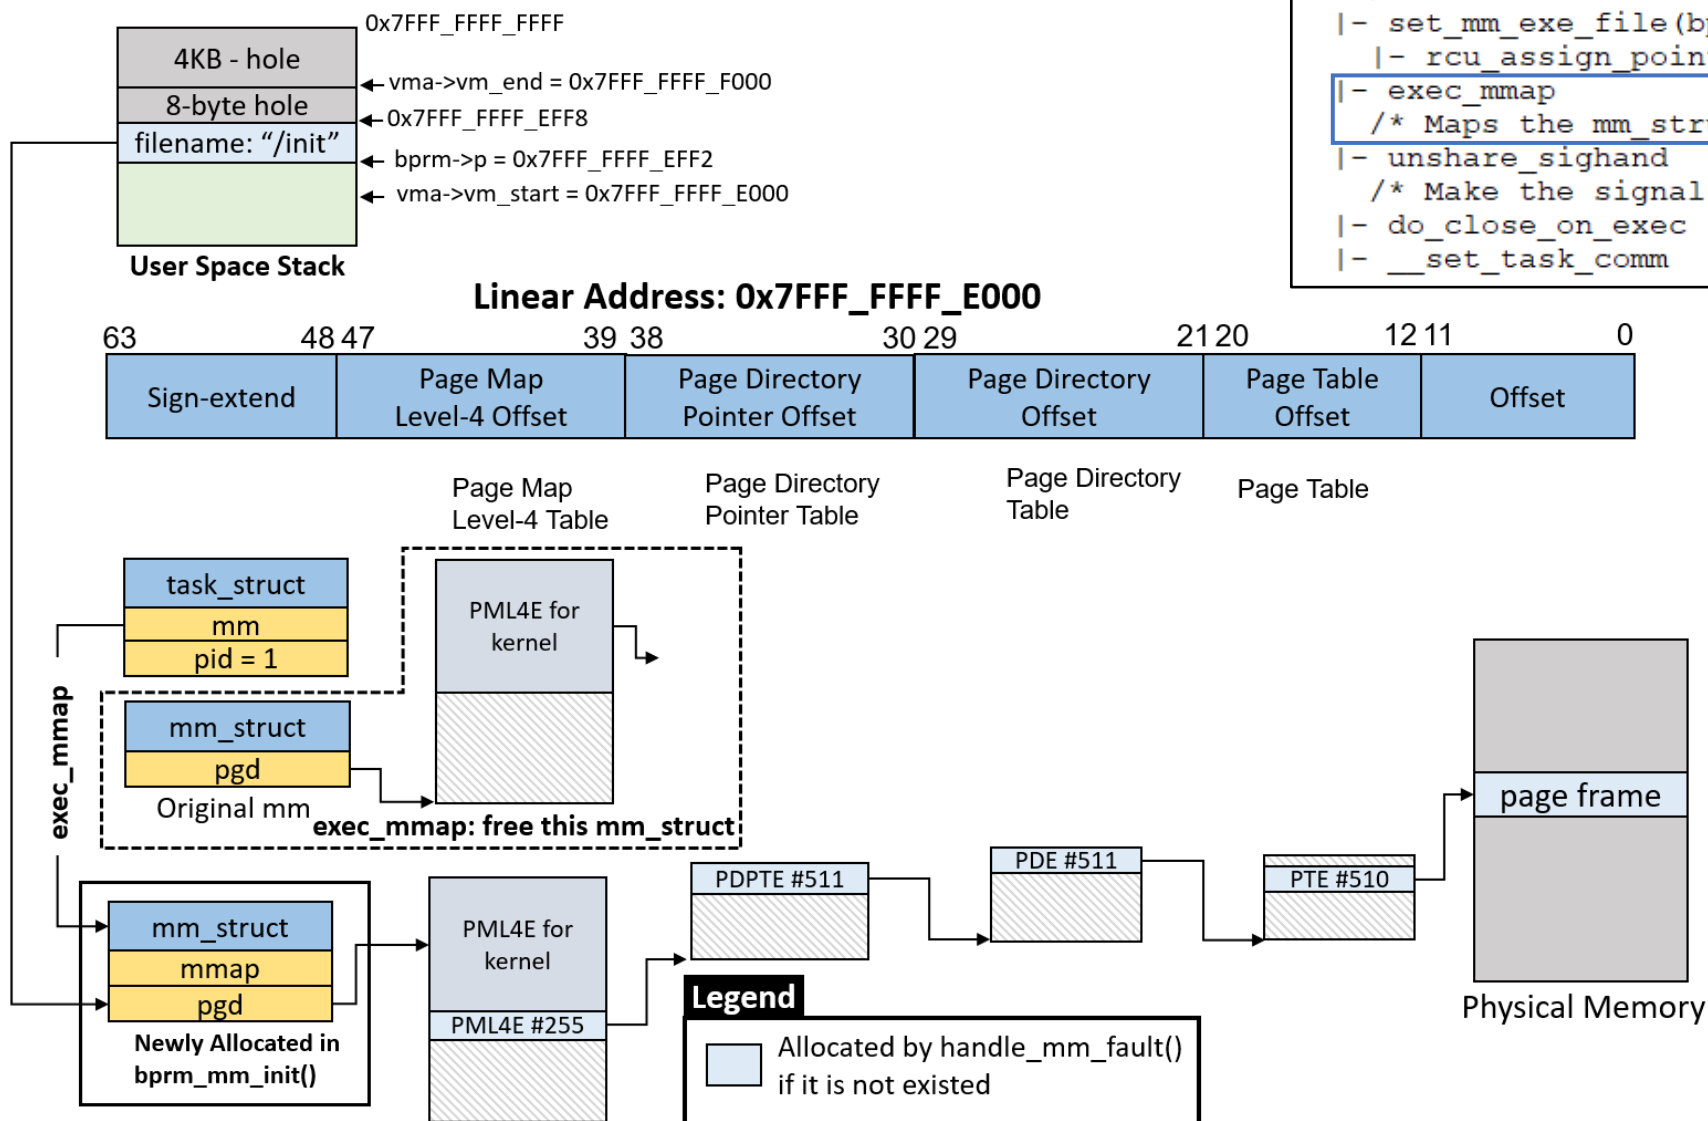 0x7FFF_FFFF_FFFF
4KB - hole
vma->vm_end = 0x7FFF_FFFF_F000
8-byte hole
0x7FFF_FFFF_EFF8
filename: “/init”
bprm->p = 0x7FFF_FFFF_EFF2
vma->vm_start = 0x7FFF_FFFF_E000
User Space Stack
|- set_mm_exe_file(b
|- rcu_assign_poin
|- exec_mmap
/* Maps the mm_str
|- unshare_sighand
/* Make the signal
|- do_close_on_exec
|- __set_task_comm
Linear Address: 0x7FFF_FFFF_E000
63 48 47 39 38 30 29 21 20 12 11 0
Sign-extend
Page Map
Level-4 Offset
Page Directory
Pointer Offset
Page Directory
Offset
Page Table
Offset
Offset
Page Map
Level-4 Table
Page Directory
Pointer Table
Page Directory
Table
Page Table
task_struct
mm
pid = 1
PML4E for
kernel
exec_mmap
mm_struct
pgd
Original mm
exec_mmap: free this mm_struct
page frame
Physical Memory
mm_struct
mmap
pgd
Newly Allocated in
bprm_mm_init()
PML4E for
kernel
PML4E #255
PDPTE #511
PDE #511
PTE #510
Legend
Allocated by handle_mm_fault()
if it is not existed